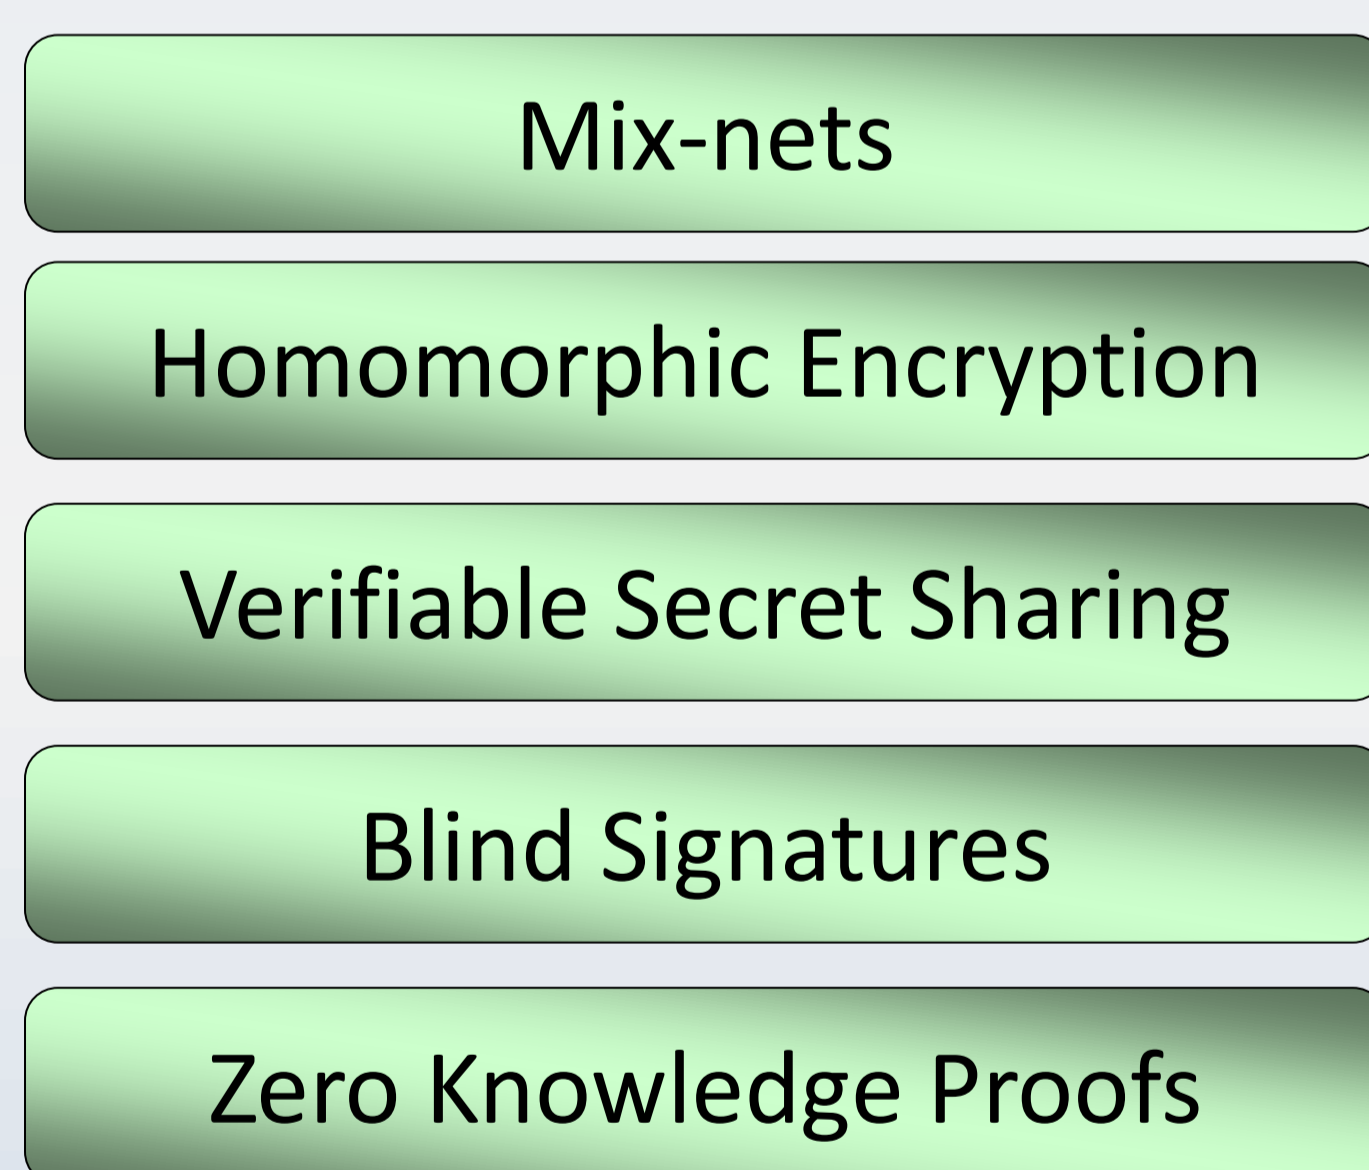 Mix-nets
Homomorphic Encryption
Verifiable Secret Sharing
Blind Signatures
Zero Knowledge Proofs